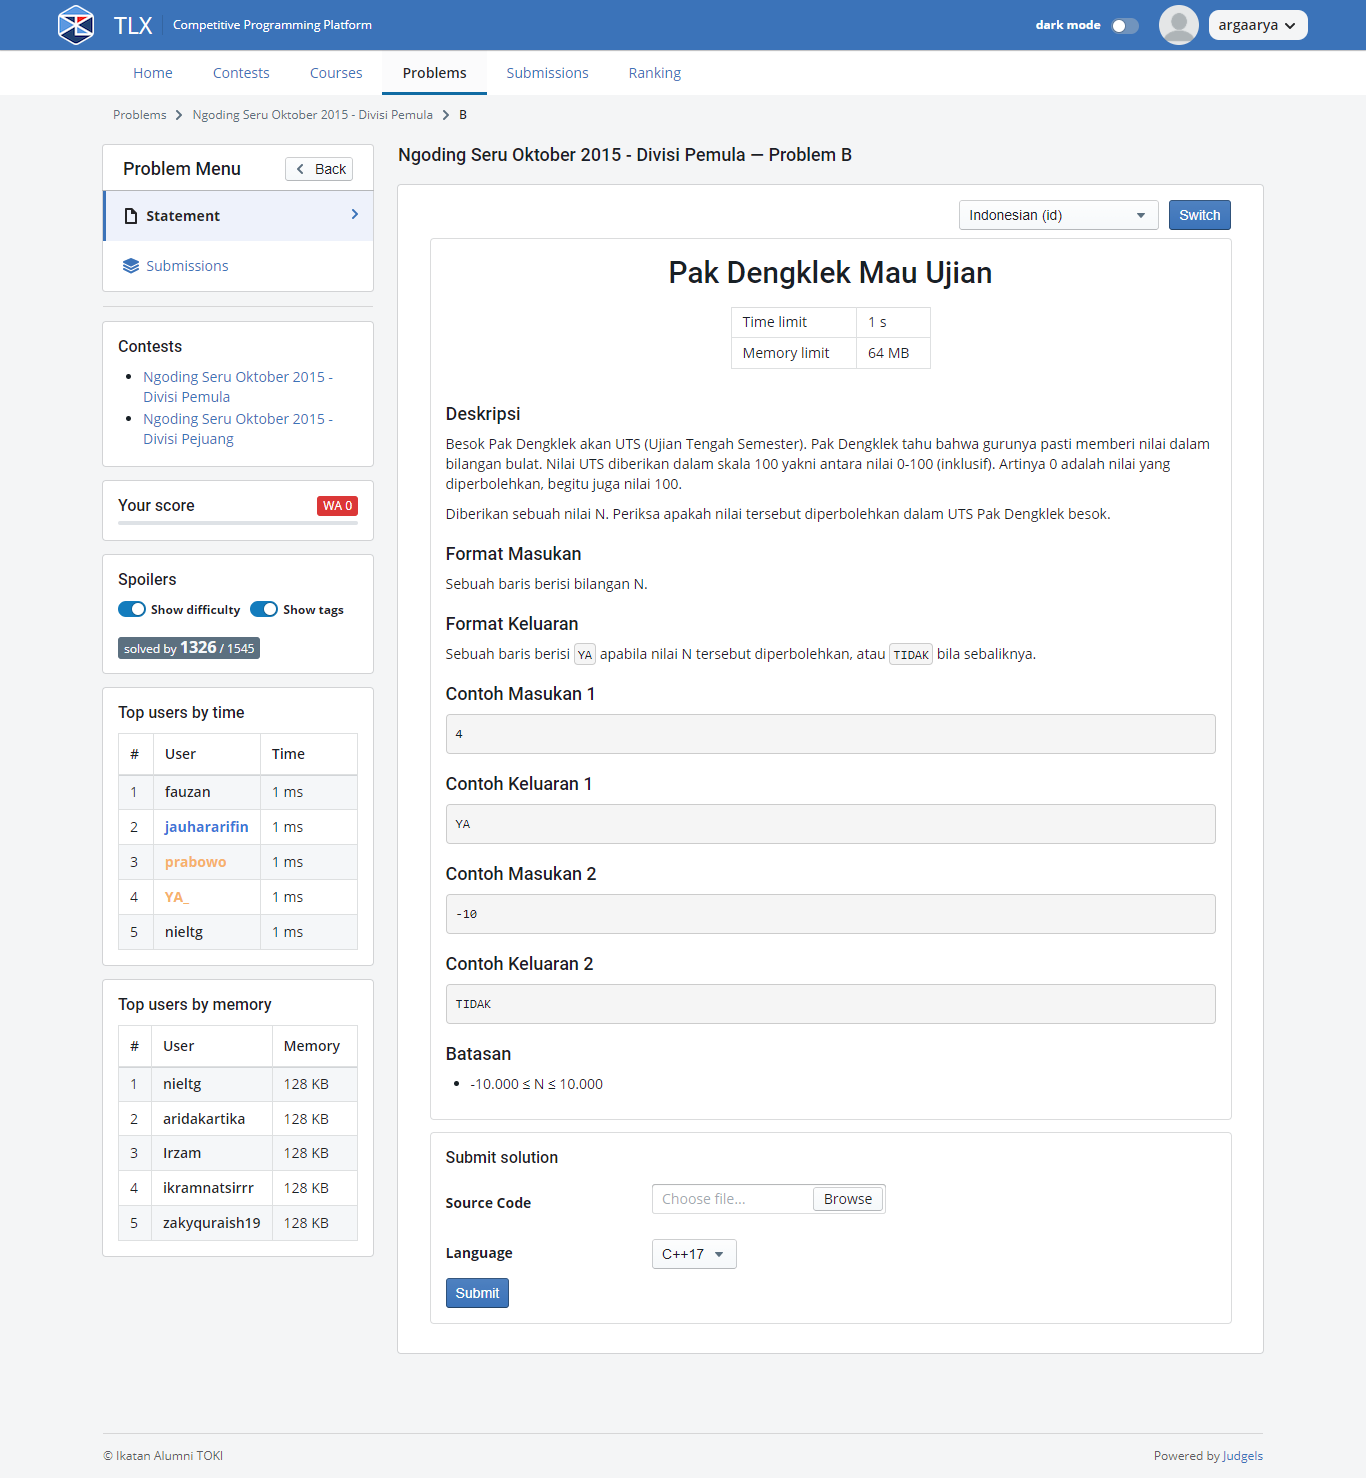 TLX
Competitive Programming Platform
dark mode
argaarya
Home Contests Courses Problems Submissions Ranking
Problems > Ngoding Seru Oktober 2015 - Divisi Pemula > B
Problem Menu
Back
Statement
Submissions
Contests
Ngoding Seru Oktober 2015 -
Divisi Pemula
Ngoding Seru Oktober 2015 -
Divisi Pejuang
Your score
WA 0
Spoilers
Show difficulty Show tags
solved by 1326 / 1545
Top users by time
# User Time
1 fauzan 1 ms
2 jauhararifin 1 ms
3 prabowo 1 ms
4 YA_ 1 ms
5 nieltg 1 ms
Top users by memory
# User Memory
1 nieltg 128 KB
2 aridakartika 128 KB
3 Irzam 128 KB
4 ikramnatsirrr 128 KB
5 zakyquraish19 128 KB
Ngoding Seru Oktober 2015 - Divisi Pemula — Problem B
Indonesian (id)
Switch
Pak Dengklek Mau Ujian
Time limit 1 s
Memory limit 64 MB
Deskripsi
Besok Pak Dengklek akan UTS (Ujian Tengah Semester). Pak Dengklek tahu bahwa gurunya pasti memberi nilai dalam
bilangan bulat. Nilai UTS diberikan dalam skala 100 yakni antara nilai 0-100 (inklusif). Artinya 0 adalah nilai yang
diperbolehkan, begitu juga nilai 100.
Diberikan sebuah nilai N. Periksa apakah nilai tersebut diperbolehkan dalam UTS Pak Dengklek besok.
Format Masukan
Sebuah baris berisi bilangan N.
Format Keluaran
Sebuah baris berisi YA apabila nilai N tersebut diperbolehkan, atau TIDAK bila sebaliknya.
Contoh Masukan 1
4
Contoh Keluaran 1
YA
Contoh Masukan 2
-10
Contoh Keluaran 2
TIDAK
Batasan
-10.000 ≤ N ≤ 10.000
Submit solution
Source Code
Choose file...
Browse
Language
C++17
Submit
© Ikatan Alumni TOKI
Powered by Judgels